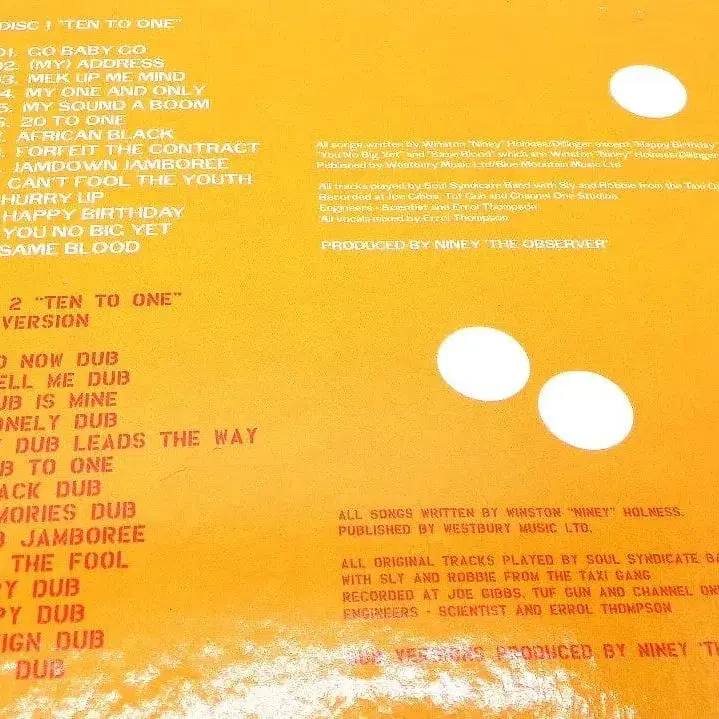 DISC 1 "TEN TO ONE"
01. GO BABY GO
02. (MY) ADDRESS
03. MEK UP ME MIND
04. MY ONE AND ONLY
5. MY SOUND A BOOM
20 TO ONE
AFRICAN BLACK
FORFEIT THE CONTRACT
JAMDOWN JAMBOREE
CAN'T FOOL THE YOUTH
HURRY UP
HAPPY BIRTHDAY
YOU NO BIG YET
SAME BLOOD
All songs written by Winston "Niney" Holness/Dillinger except "Happy Birthday"
"You No Big Yet" and "Same Blood" which are Winston "Niney" Holness/Dillinger
Published by Westbury Music Ltd/Blue Mountain Music Ltd.
All tracks played by Soul Syndicate Band with Sly and Robbie from the Taxi
Recorded at Joe Gibbs, Tuf Gun and Channel One Studios
Engineers - Scientist and Errol Thompson
All vocals mixed by Errol Thompson
PRODUCED BY NINEY 'THE OBSERVER'
2 "TEN TO ONE"
VERSION
NOW DUB
ELL ME DUB
UB IS MINE
ONELY DUB
DUB LEADS THE WAY
B TO ONE
ACK DUB
MORIES DUB
JAMBOREE
THE FOOL
RY DUB
PY DUB
IGN DUB
DUB
ALL SONGS WRITTEN BY WINSTON "NINEY" HOLNESS.
PUBLISHED BY WESTBURY MUSIC LTD.
ALL ORIGINAL TRACKS PLAYED BY SOUL SYNDICATE BA
WITH SLY AND ROBBIE FROM THE TAXI GANG
RECORDED AT JOE GIBBS, TUF GUN AND CHANNEL ON
ENGINEERS - SCIENTIST AND ERROL THOMPSON
DUB VERSIONS PRODUCED BY NINEY 'T